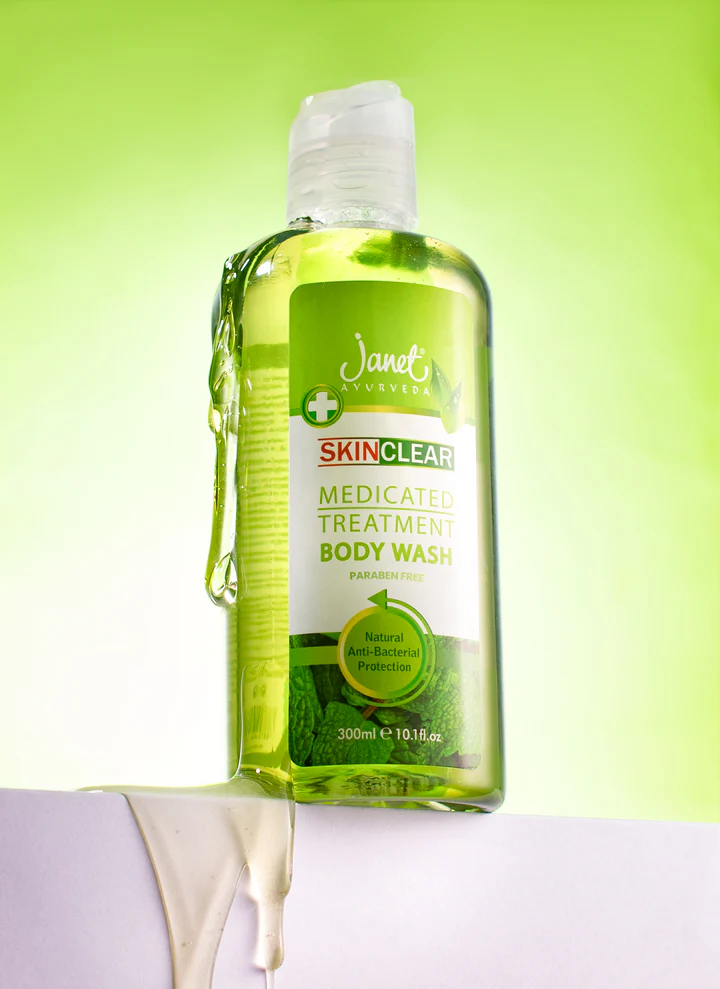 Janet®
AYURVEDA
SKINCLEAR
MEDICATED
TREATMENT
BODY WASH
PARABEN FREE
Natural
Anti-Bacterial
Protection
300ml ℮ 10.1fl.oz